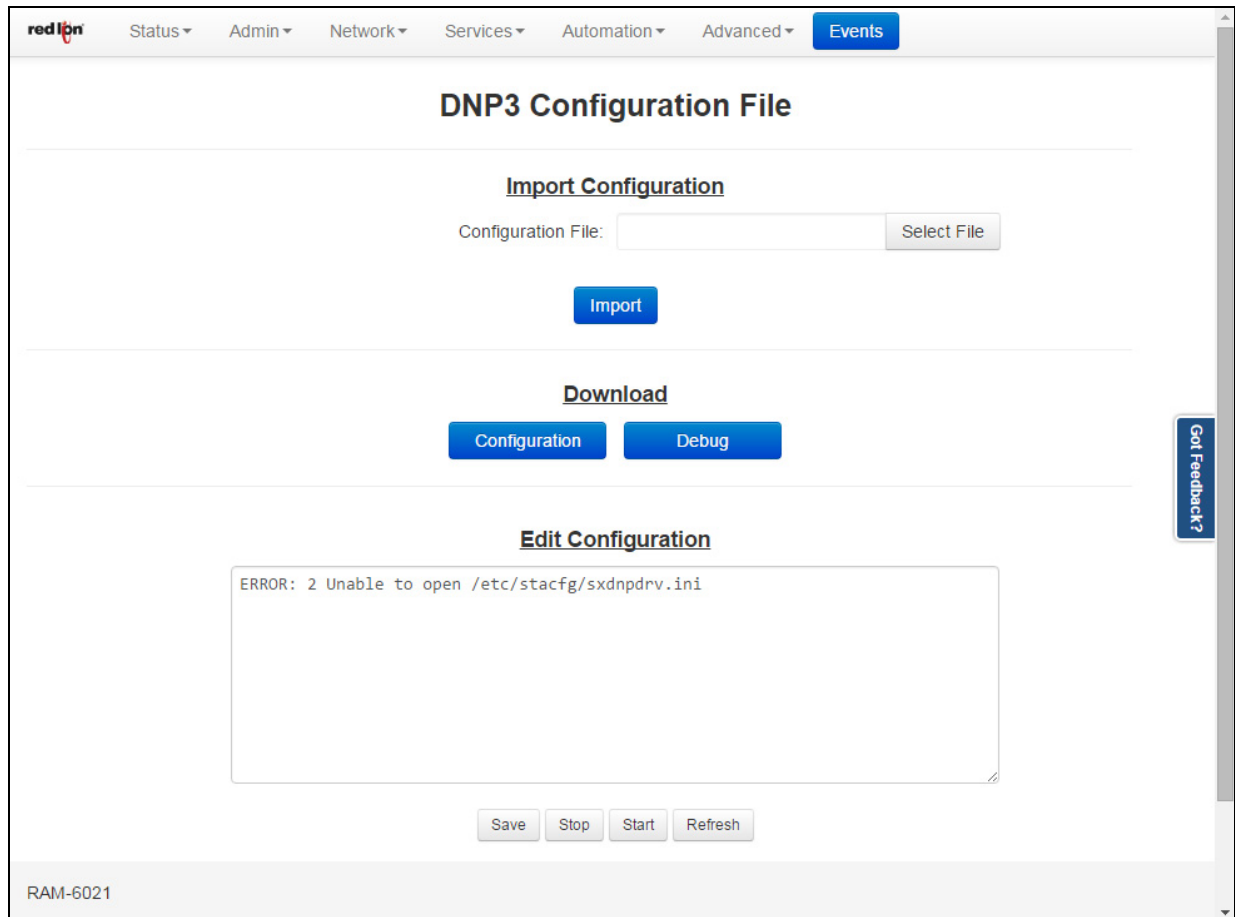 red lion Status Admin Network Services Automation Advanced Events
DNP3 Configuration File
Import Configuration
Configuration File: Select File
Import
Download
Configuration Debug
Got Feedback?
Edit Configuration
ERROR: 2 Unable to open /etc/stacfg/sxdnpdrv.ini
Save Stop Start Refresh
RAM-6021